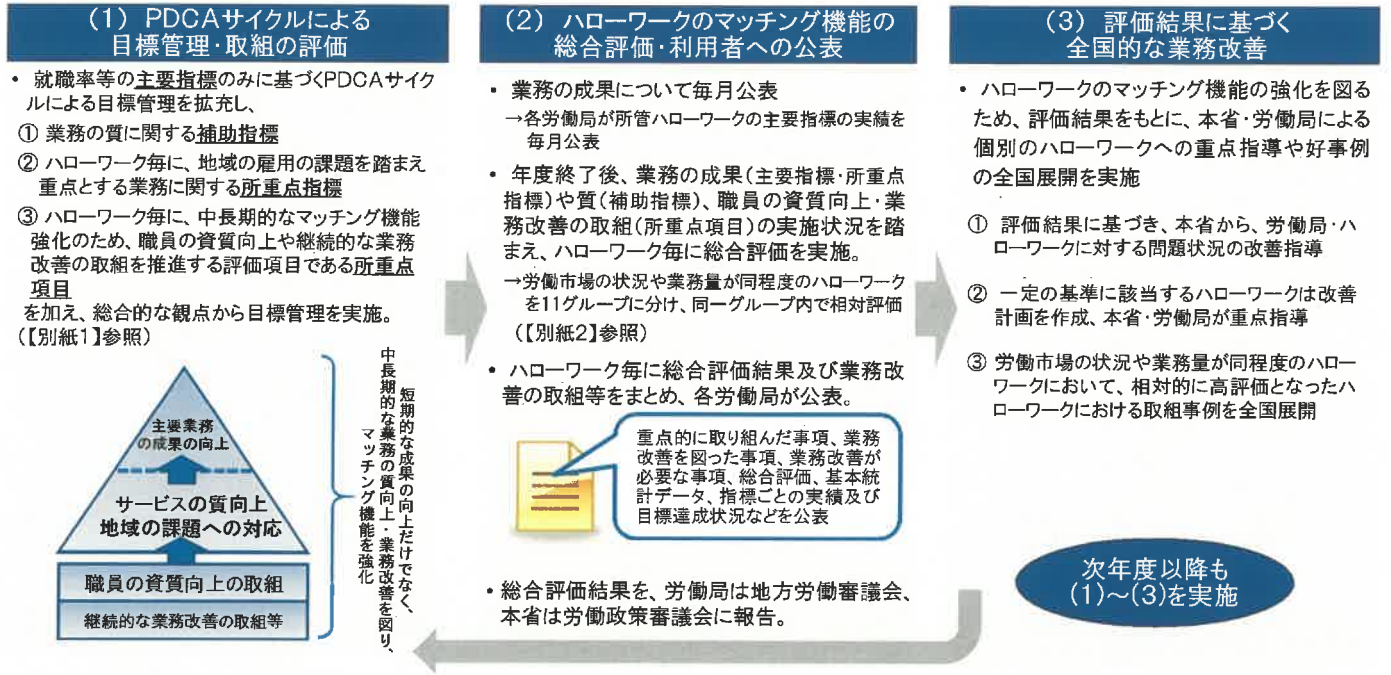 (1) PDCAサイクルによる
目標管理・取組の評価
• 就職率等の主要指標のみに基づくPDCAサイク
ルによる目標管理を拡充し、
① 業務の質に関する補助指標
② ハローワーク毎に、地域の雇用の課題を踏まえ
重点とする業務に関する所重点指標
③ ハローワーク毎に、中長期的なマッチング機能
強化のため、職員の資質向上や継続的な業務
改善の取組を推進する評価項目である所重点
項目
を加え、総合的な観点から目標管理を実施。
(【別紙1】参照)
主要業務
の成果の向上
サービスの質向上
地域の課題への対応
職員の資質向上の取組
継続的な業務改善の取組等
短期的な成果の向上だけでなく、
中長期的な業務の質向上・業務改善を図り、
マッチング機能を強化
(2) ハローワークのマッチング機能の
総合評価・利用者への公表
• 業務の成果について毎月公表
→各労働局が所管ハローワークの主要指標の実績を
毎月公表
• 年度終了後、業務の成果(主要指標・所重点
指標)や質(補助指標)、職員の資質向上・業
務改善の取組(所重点項目)の実施状況を踏
まえ、ハローワーク毎に総合評価を実施。
→労働市場の状況や業務量が同程度のハローワーク
を11グループに分け、同一グループ内で相対評価
(【別紙2】参照)
• ハローワーク毎に総合評価結果及び業務改
善の取組等をまとめ、各労働局が公表。
重点的に取り組んだ事項、業務
改善を図った事項、業務改善が
必要な事項、総合評価、基本統
計データ、指標ごとの実績及び
目標達成状況などを公表
• 総合評価結果を、労働局は地方労働審議会、
本省は労働政策審議会に報告。
(3) 評価結果に基づく
全国的な業務改善
• ハローワークのマッチング機能の強化を図る
ため、評価結果をもとに、本省・労働局による
個別のハローワークへの重点指導や好事例
の全国展開を実施
① 評価結果に基づき、本省から、労働局・ハ
ローワークに対する問題状況の改善指導
② 一定の基準に該当するハローワークは改善
計画を作成、本省・労働局が重点指導
③ 労働市場の状況や業務量が同程度のハロー
ワークにおいて、相対的に高評価となったハ
ローワークにおける取組事例を全国展開
次年度以降も
(1)～(3)を実施